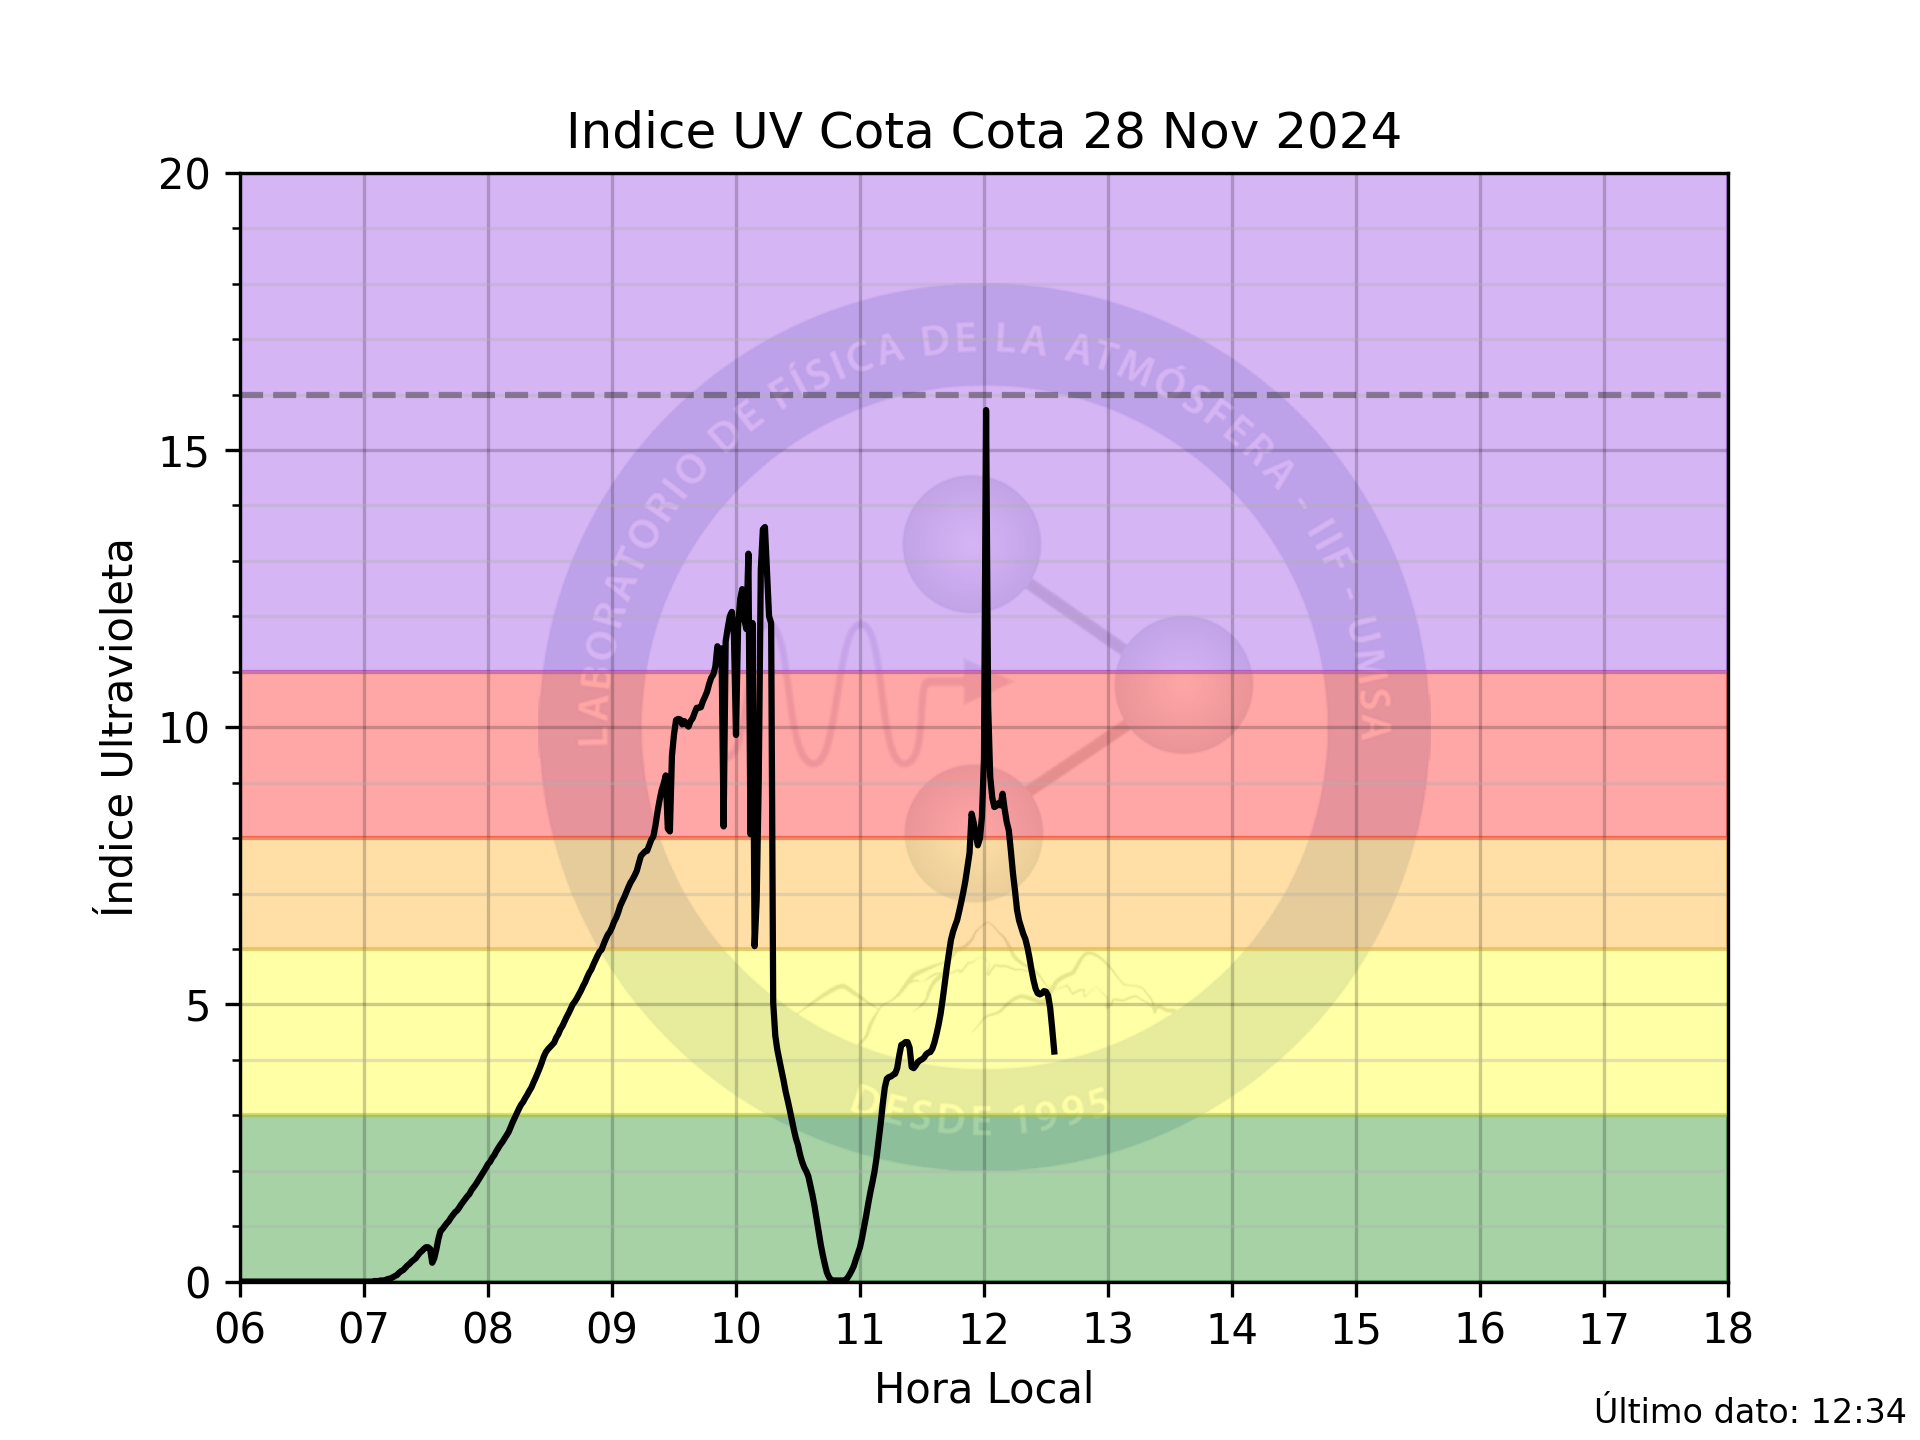 Indice UV Cota Cota 28 Nov 2024
20
15
10
5
0
Índice Ultravioleta
LABORATORIO DE FÍSICA DE LA ATMÓSFERA - IIF - UMSA
DESDE 1995
06 07 08 09 10 11 12 13 14 15 16 17 18
Hora Local
Último dato: 12:34